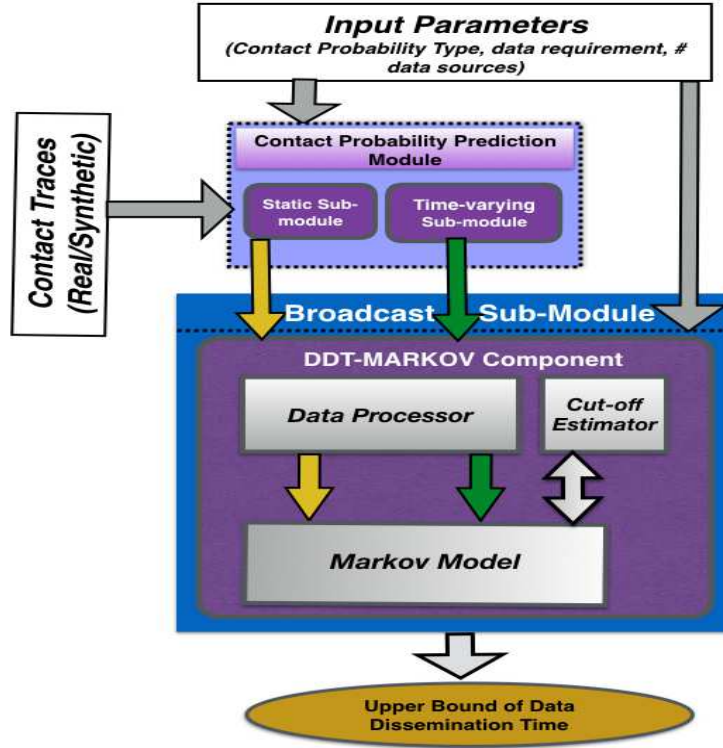 Input Parameters
(Contact Probability Type, data requirement, #
data sources)
Contact Traces
(Real/Synthetic)
Contact Probability Prediction
Module
Static Sub-
module
Time-varying
Sub-module
Broadcast Sub-Module
DDT-MARKOV Component
Data Processor
Cut-off
Estimator
Markov Model
Upper Bound of Data
Dissemination Time